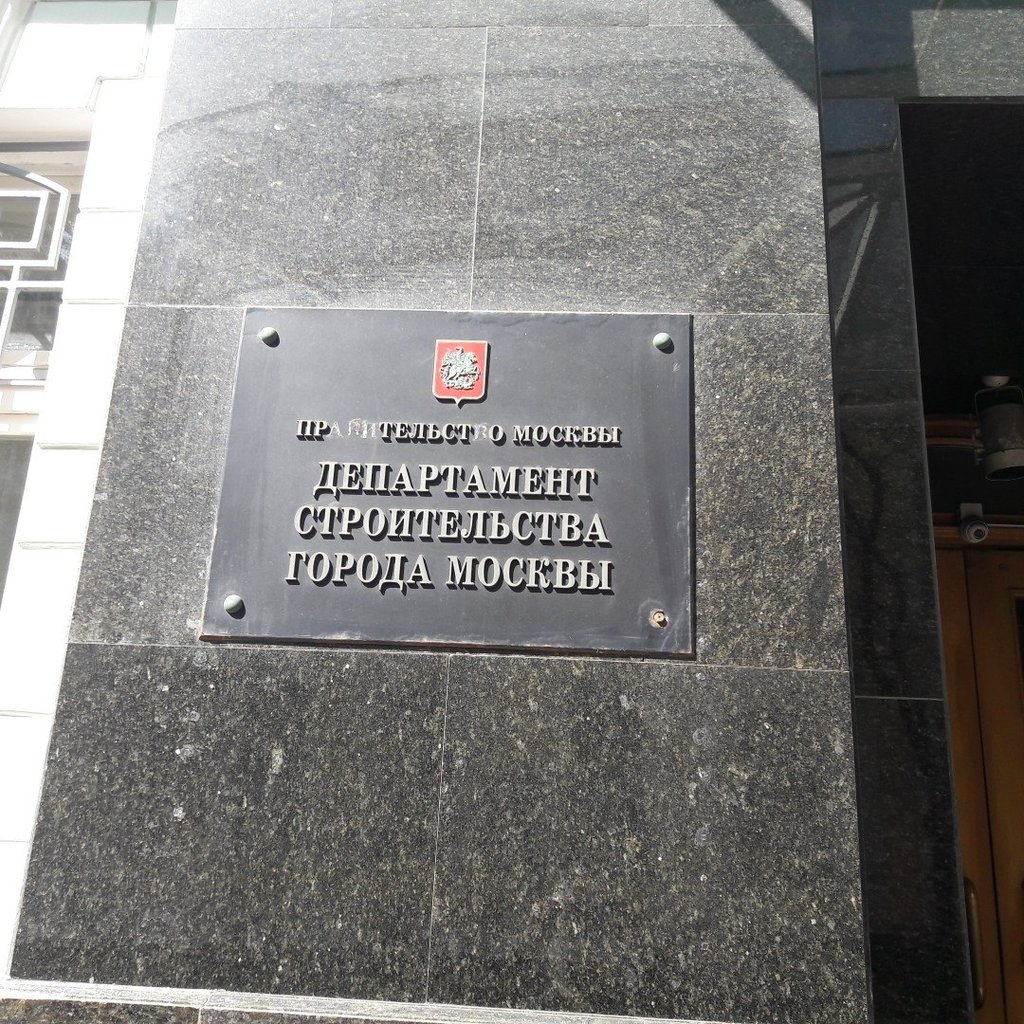 ПРАВИТЕЛЬСТВО МОСКВЫ
ДЕПАРТАМЕНТ
СТРОИТЕЛЬСТВА
ГОРОДА МОСКВЫ